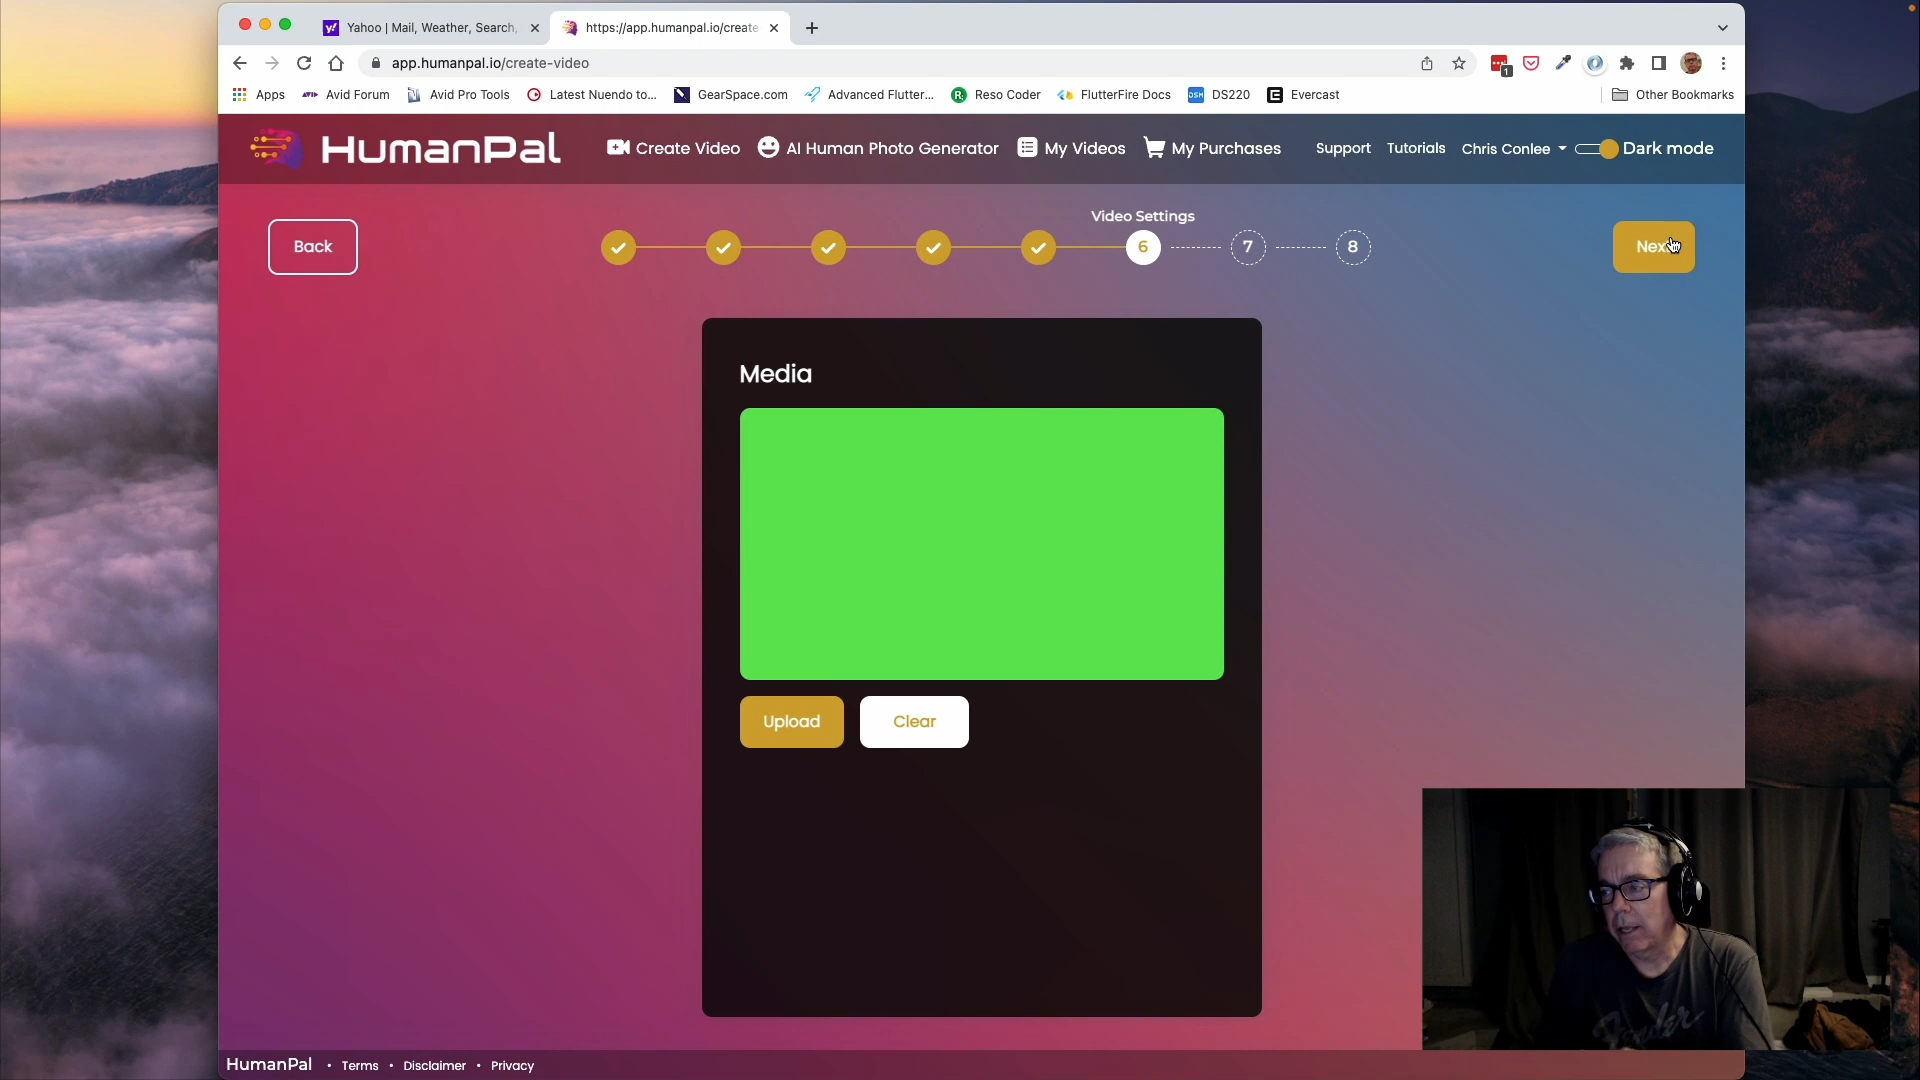 Yahoo | Mail, Weather, Search,
https://app.humanpal.io/create
app.humanpal.io/create-video
1
Apps
Avid Forum
Avid Pro Tools
Latest Nuendo to...
GearSpace.com
Advanced Flutter...
Reso Coder
FlutterFire Docs
DSM
DS220
Evercast
Other Bookmarks
HumanPal
Create Video
AI Human Photo Generator
My Videos
My Purchases
Support
Tutorials
Chris Conlee
Dark mode
Back
Video Settings
6
7
8
Media
Upload
Clear
Fender
HumanPal • Terms • Disclaimer • Privacy